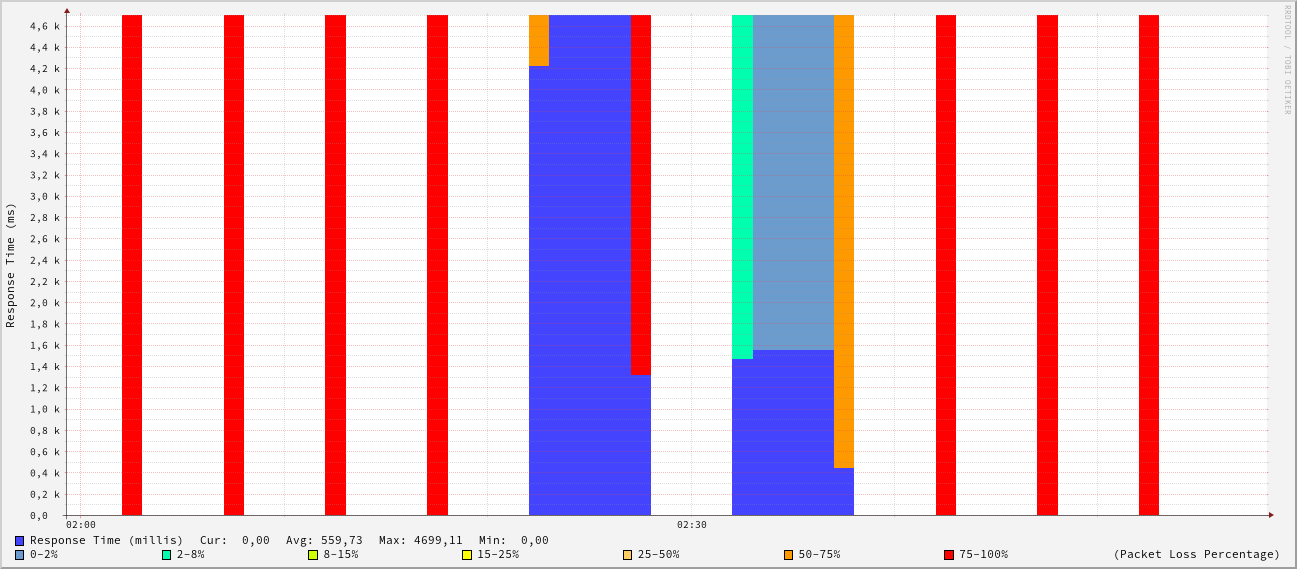 RRDTOOL / TOBI OETIKER
Response Time (ms)
4,6 k
4,4 k
4,2 k
4,0 k
3,8 k
3,6 k
3,4 k
3,2 k
3,0 k
2,8 k
2,6 k
2,4 k
2,2 k
2,0 k
1,8 k
1,6 k
1,4 k
1,2 k
1,0 k
0,8 k
0,6 k
0,4 k
0,2 k
0,0
02:00 02:30
Response Time (millis) Cur: 0,00 Avg: 559,73 Max: 4699,11 Min: 0,00
0-2% 2-8% 8-15% 15-25% 25-50% 50-75% 75-100% (Packet Loss Percentage)